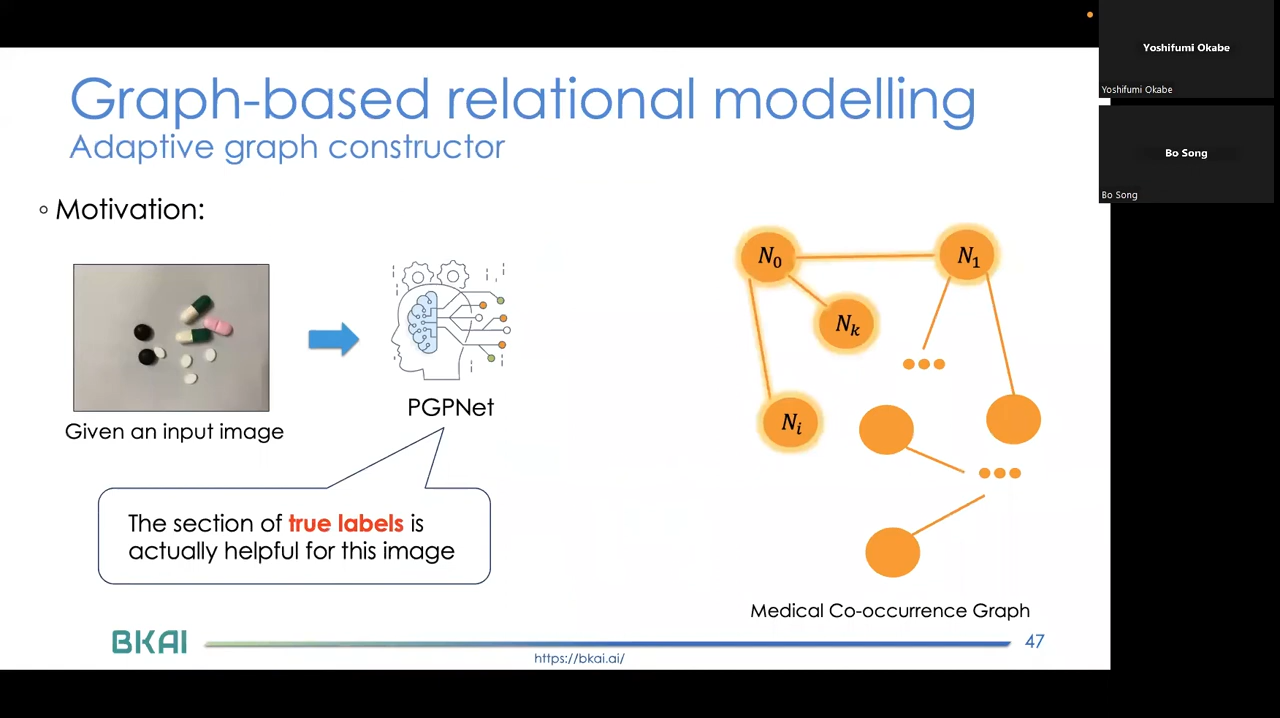 Graph-based relational modelling
Adaptive graph constructor
Motivation:
Given an input image
PGPNet
The section of true labels is
actually helpful for this image
N0
N1
Nk
Ni
Medical Co-occurrence Graph
BKAI
https://bkai.ai/
47
Yoshifumi Okabe
Yoshifumi Okabe
Bo Song
Bo Song